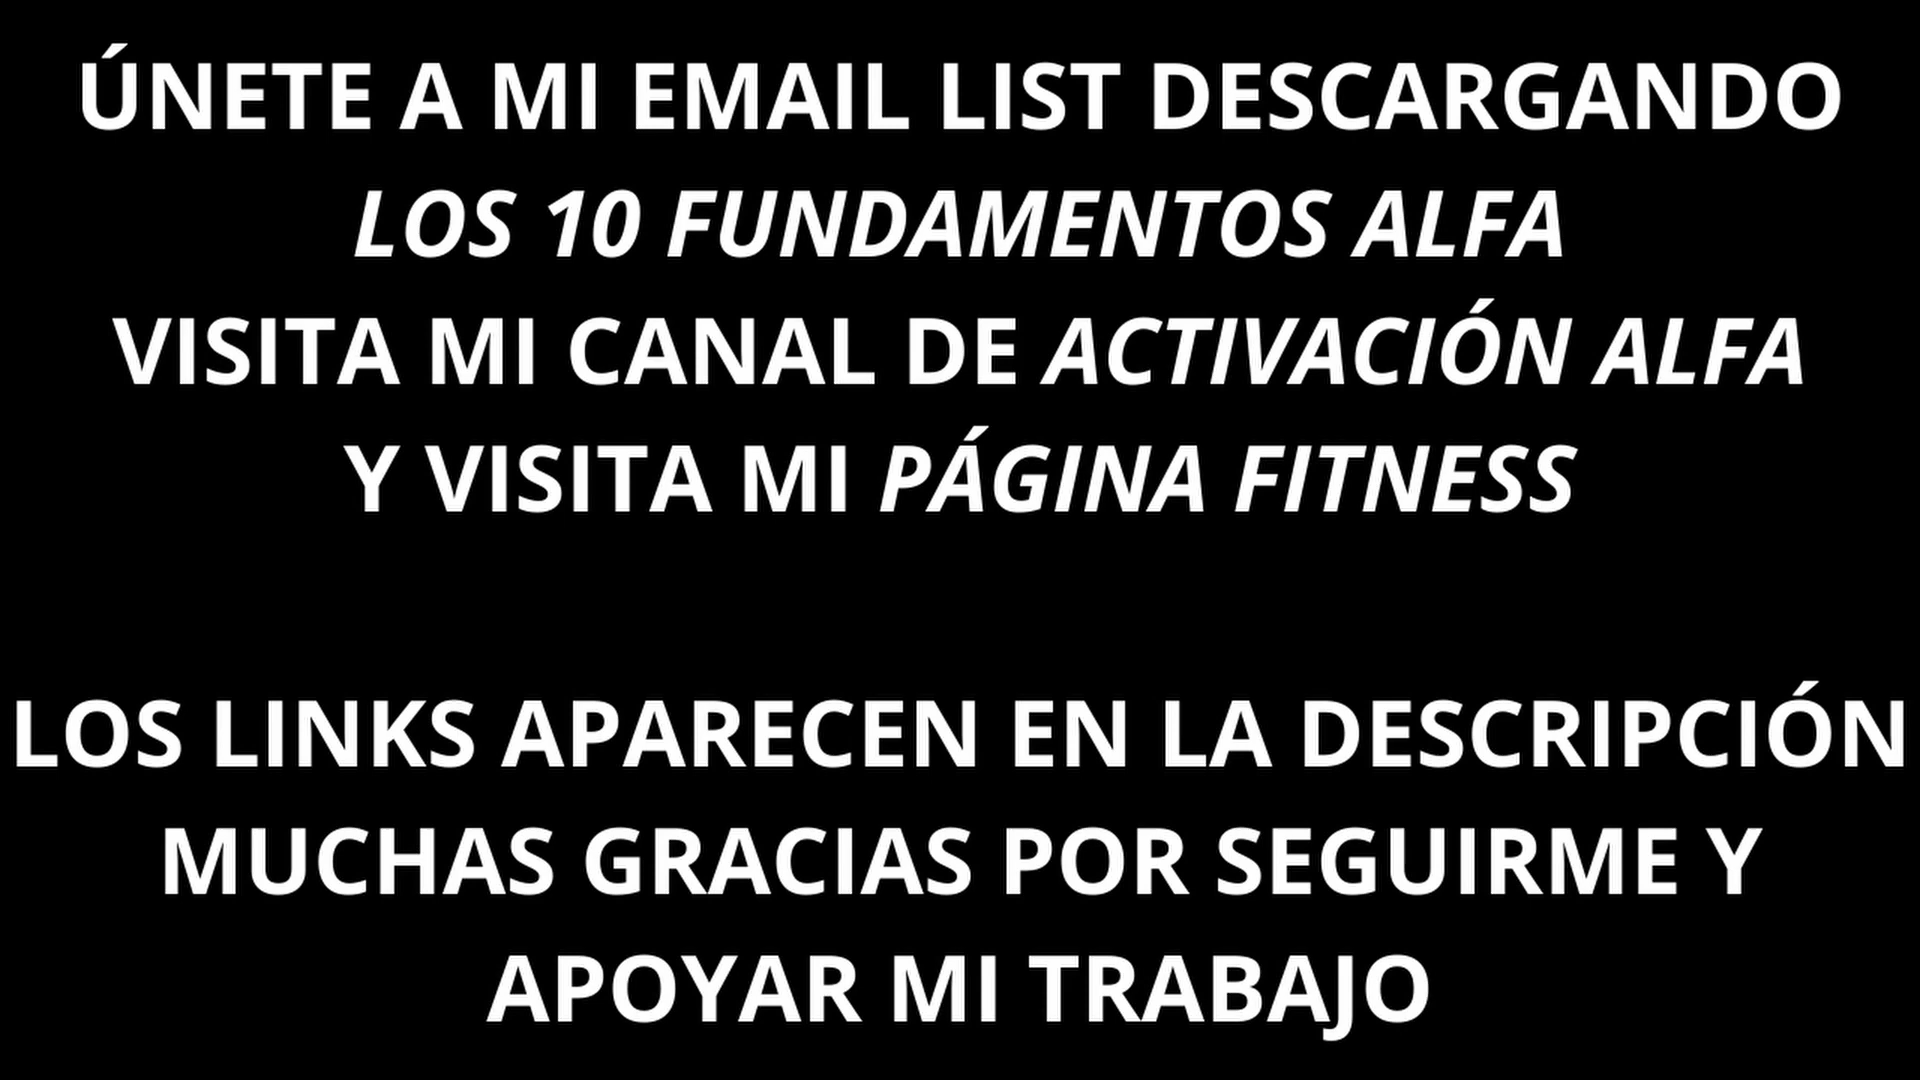 ÚNETE A MI EMAIL LIST DESCARGANDO
LOS 10 FUNDAMENTOS ALFA
VISITA MI CANAL DE ACTIVACIÓN ALFA
Y VISITA MI PÁGINA FITNESS
LOS LINKS APARECEN EN LA DESCRIPCIÓN
MUCHAS GRACIAS POR SEGUIRME Y
APOYAR MI TRABAJO